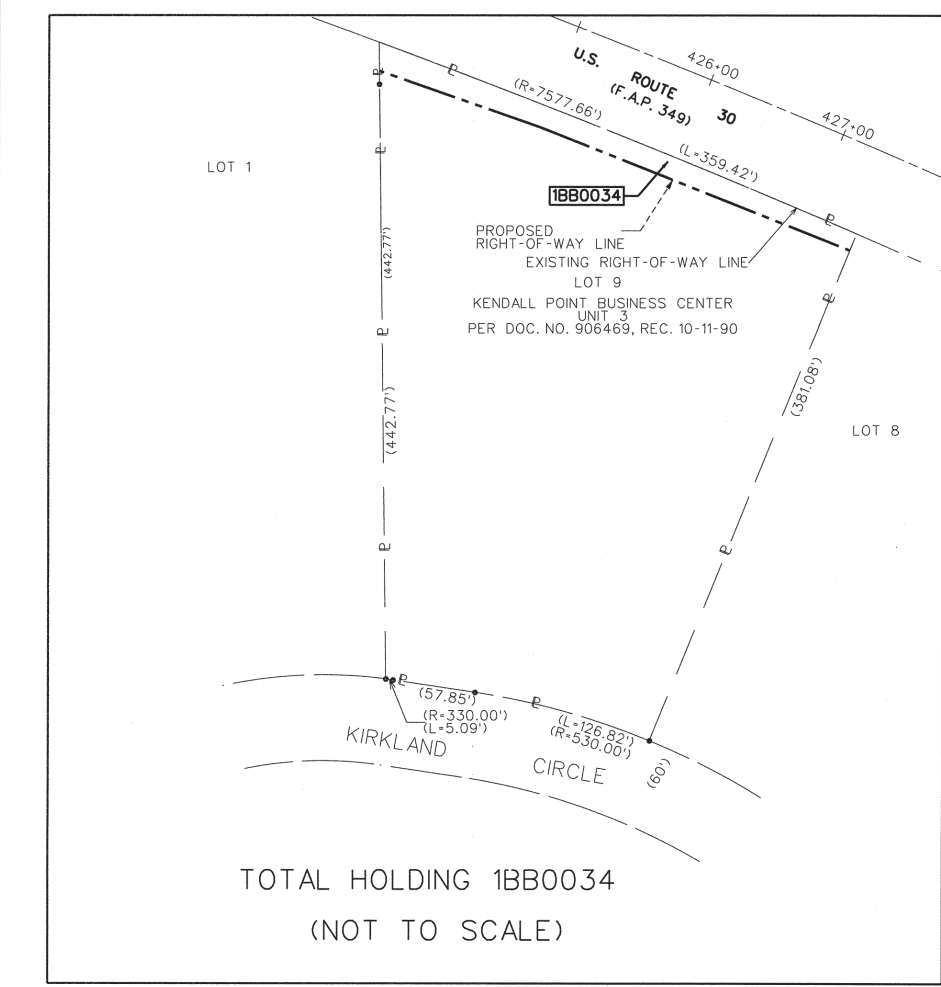 U.S. ROUTE 30
(F.A.P. 349)
426+00
427+00
(R=7577.66')
(L=359.42')
LOT 1
1BB0034
PROPOSED
RIGHT-OF-WAY LINE
EXISTING RIGHT-OF-WAY LINE
LOT 9
KENDALL POINT BUSINESS CENTER
UNIT 3
PER DOC. NO. 906469, REC. 10-11-90
(442.77')
(442.77')
(381.08')
LOT 8
(57.85')
(R=330.00')
(L=5.09')
(L=126.82')
(R=530.00')
KIRKLAND CIRCLE
(60')
TOTAL HOLDING 1BB0034
(NOT TO SCALE)